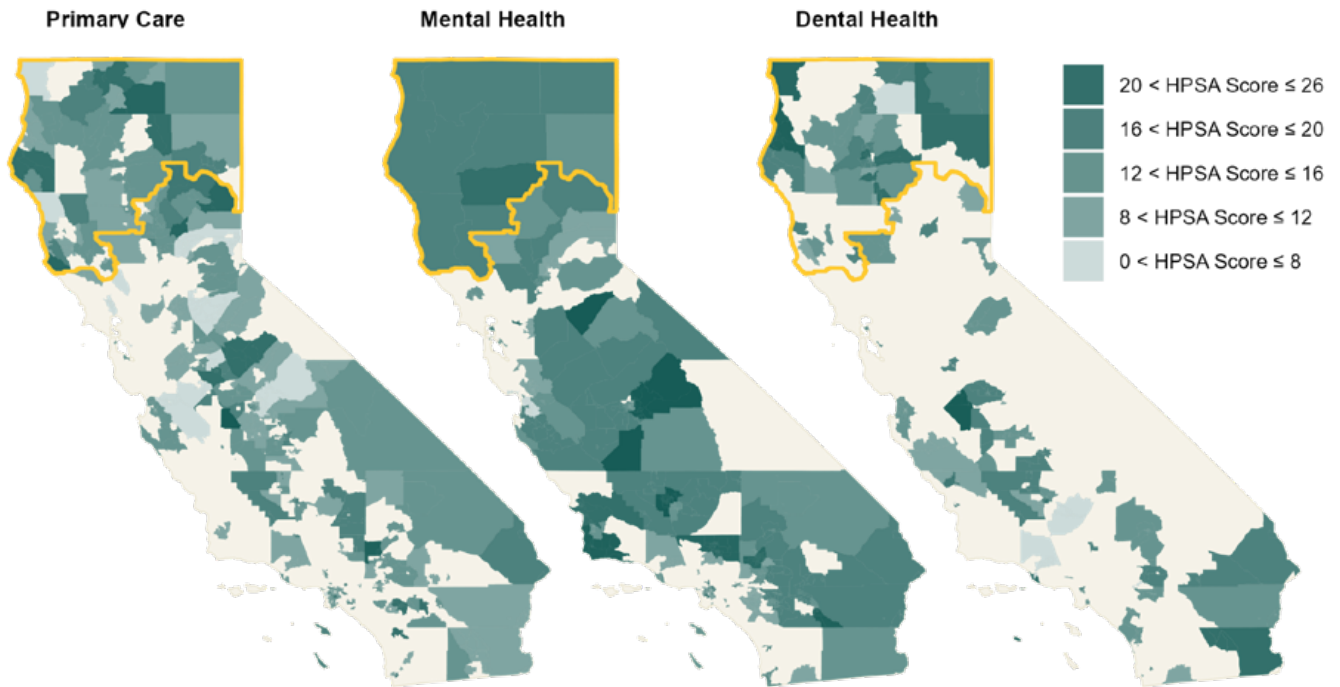 Primary Care
Mental Health
Dental Health
20 < HPSA Score ≤ 26
16 < HPSA Score ≤ 20
12 < HPSA Score ≤ 16
8 < HPSA Score ≤ 12
0 < HPSA Score ≤ 8